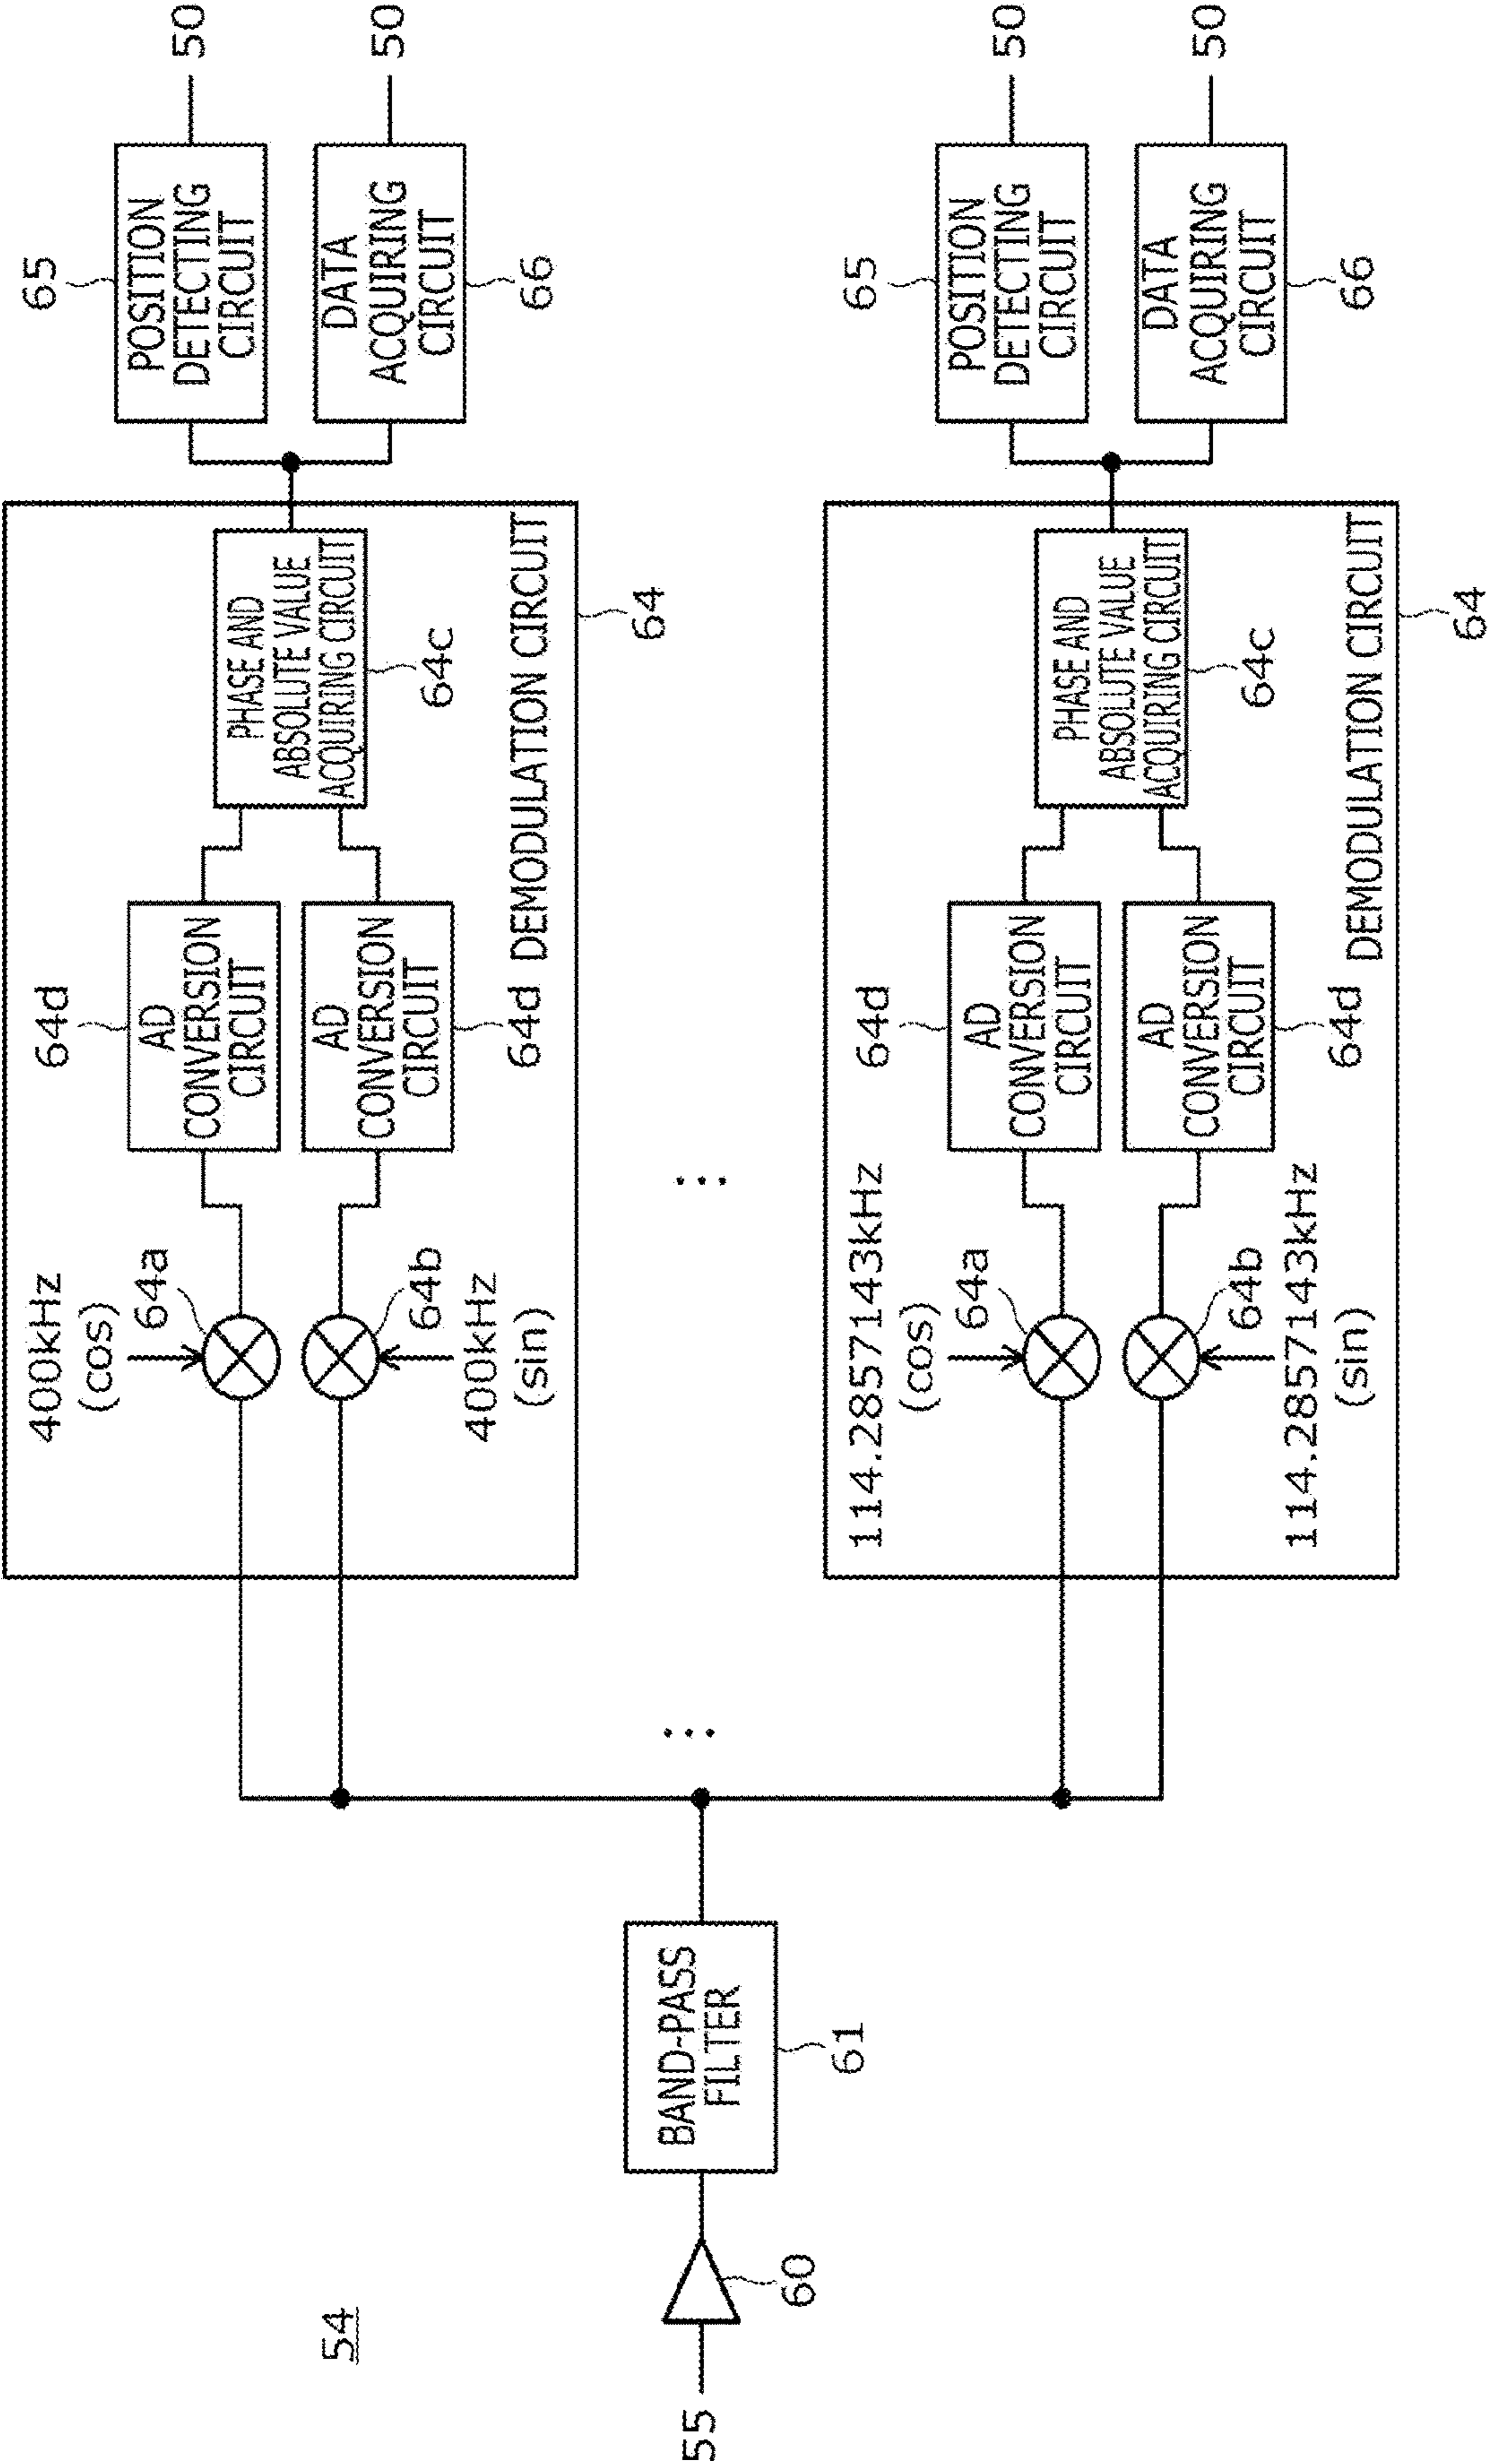 54
55
60
BAND-PASS
FILTER
61
...
...
400kHz
(cos)
64a
64b
400kHz
(sin)
64d
AD
CONVERSION
CIRCUIT
AD
CONVERSION
CIRCUIT
64d
PHASE AND
ABSOLUTE VALUE
ACQUIRING CIRCUIT
64c
DEMODULATION CIRCUIT
64
65
POSITION
DETECTING
CIRCUIT
50
DATA
ACQUIRING
CIRCUIT
66
50
114.2857143kHz
(cos)
64a
64b
114.2857143kHz
(sin)
64d
AD
CONVERSION
CIRCUIT
AD
CONVERSION
CIRCUIT
64d
PHASE AND
ABSOLUTE VALUE
ACQUIRING CIRCUIT
64c
DEMODULATION CIRCUIT
64
65
POSITION
DETECTING
CIRCUIT
50
DATA
ACQUIRING
CIRCUIT
66
50